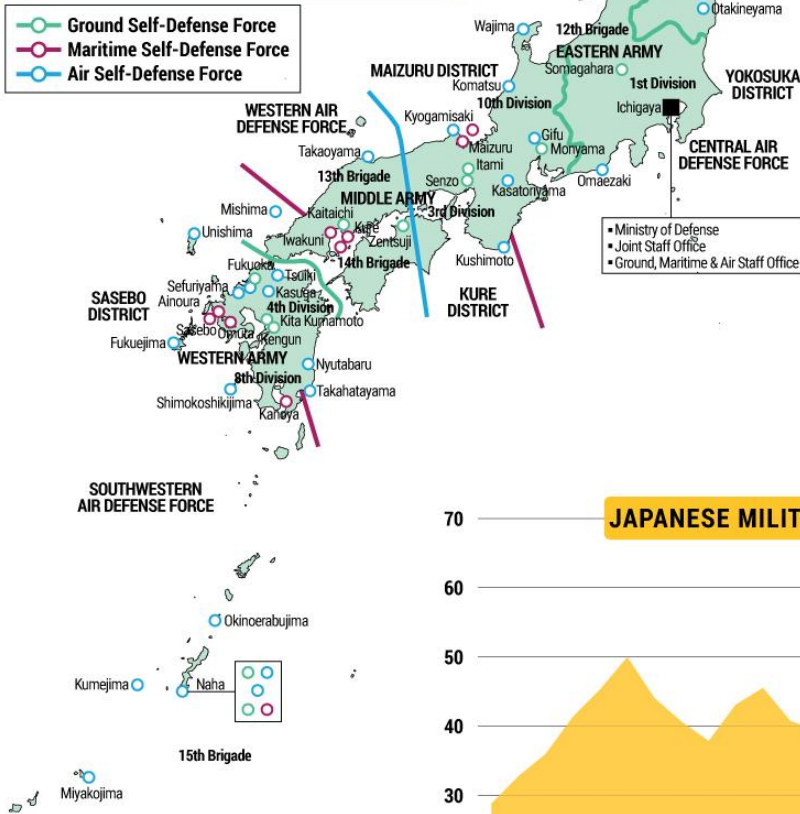 Ground Self-Defense Force
Maritime Self-Defense Force
Air Self-Defense Force
Otakineyama
Wajima
12th Brigade
EASTERN ARMY
Somagahara
MAIZURU DISTRICT
Komatsu
1st Division
YOKOSUKA
DISTRICT
10th Division
Ichigaya
WESTERN AIR
DEFENSE FORCE
Kyogamisaki
Gifu
Monyama
CENTRAL AIR
DEFENSE FORCE
Takaoyama
Maizuru
Itami
13th Brigade
Senzo
Kasatoriyama
Omaezaki
MIDDLE ARMY
3rd Division
Mishima
Kaitaichi
Kure
Unishima
Iwakuni
Zentsuji
▪ Ministry of Defense
▪ Joint Staff Office
▪ Ground, Maritime & Air Staff Office
14th Brigade
Kushimoto
Fukuoka
Tsuiki
Sefuriyama
Kasuga
KURE
DISTRICT
SASEBO
DISTRICT
Ainoura
4th Division
Kita Kumamoto
Sasebo
Omura
Kengun
Fukuejima
WESTERN ARMY
Nyutabaru
8th Division
Takahatayama
Shimokoshikijima
Kanoya
SOUTHWESTERN
AIR DEFENSE FORCE
70
JAPANESE MILIT
60
Okinoerabujima
50
Kumejima
Naha
40
15th Brigade
Miyakojima
30